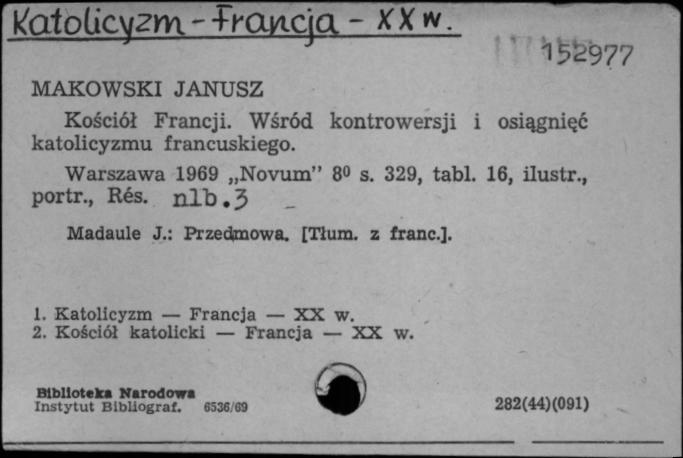 Katolicyzm - Francja - XX w.
152977
MAKOWSKI JANUSZ
Kościół Francji. Wśród kontrowersji i osiągnięć
katolicyzmu francuskiego.
Warszawa 1969 „Novum” 8⁰ s. 329, tabl. 16, ilustr.,
portr., Rés. nlb. 3
Madaule J.: Przedmowa. [Tłum. z franc.].
1. Katolicyzm — Francja — XX w.
2. Kościół katolicki — Francja — XX w.
Biblioteka Narodowa
Instytut Bibliograf. 6536/69
282(44)(091)